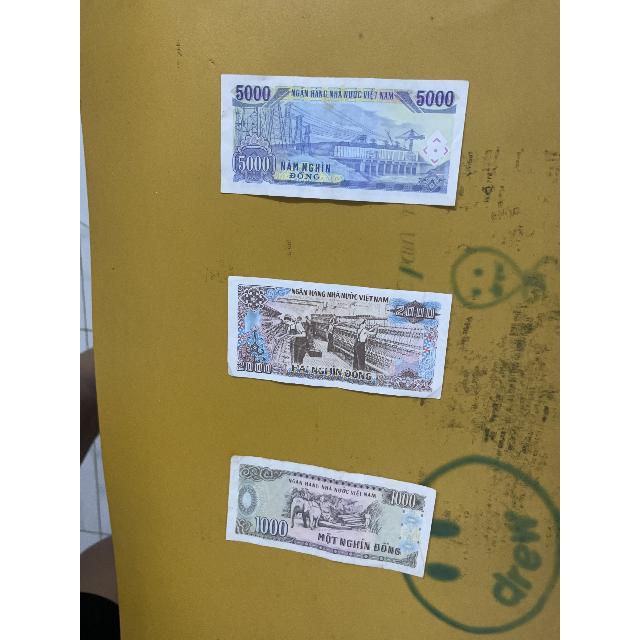 5000 NGÂN HÀNG NHÀ NƯỚC VIỆT NAM 5000
5000 NĂM NGHÌN
ĐỒNG
NGÂN HÀNG NHÀ NƯỚC VIỆT NAM
2000
2000 HAI NGHÌN ĐỒNG
NGÂN HÀNG NHÀ NƯỚC VIỆT NAM 1000
1000 MỘT NGHÌN ĐỒNG
drew